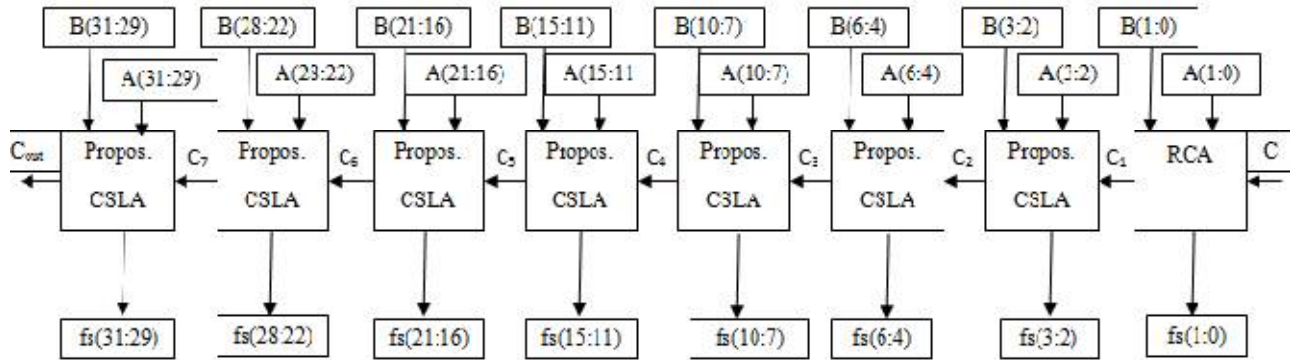 B(31:29) B(28:22) B(21:16) B(15:11) B(10:7) B(6:4) B(3:2) B(1:0)
A(31:29) A(23:22) A(21:16) A(15:11 A(10:7) A(6:4) A(3:2) A(1:0)
Cout Propos. C7 Propos. C6 Propos. C5 Propos. C4 Propos. C3 Propos. C2 Propos. C1 RCA C
CSLA CSLA CSLA CSLA CSLA CSLA CSLA
fs(31:29) fs(28:22) fs(21:16) fs(15:11) fs(10:7) fs(6:4) fs(3:2) fs(1:0)